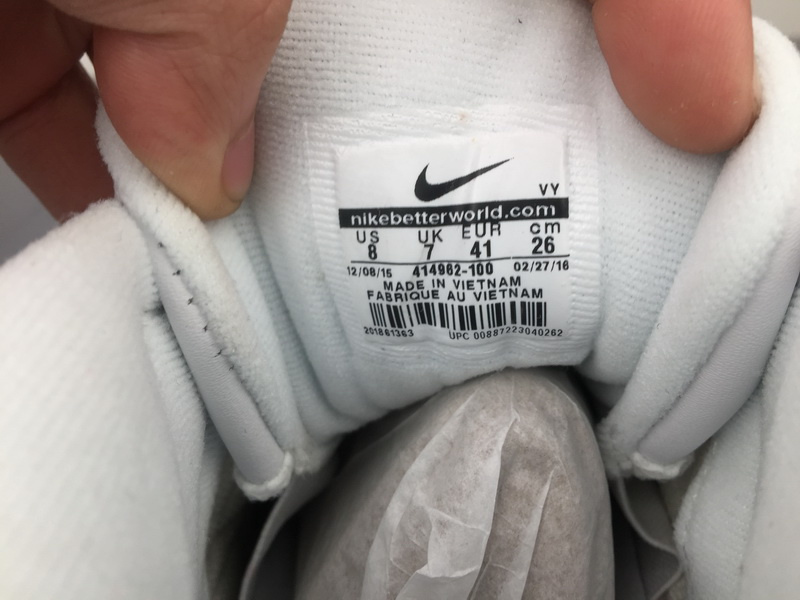 VY
nikebetterworld.com
US UK EUR cm
8 7 41 26
12/08/15 414962-100 02/27/16
MADE IN VIETNAM
FABRIQUE AU VIETNAM
201861363 UPC 00887223040262